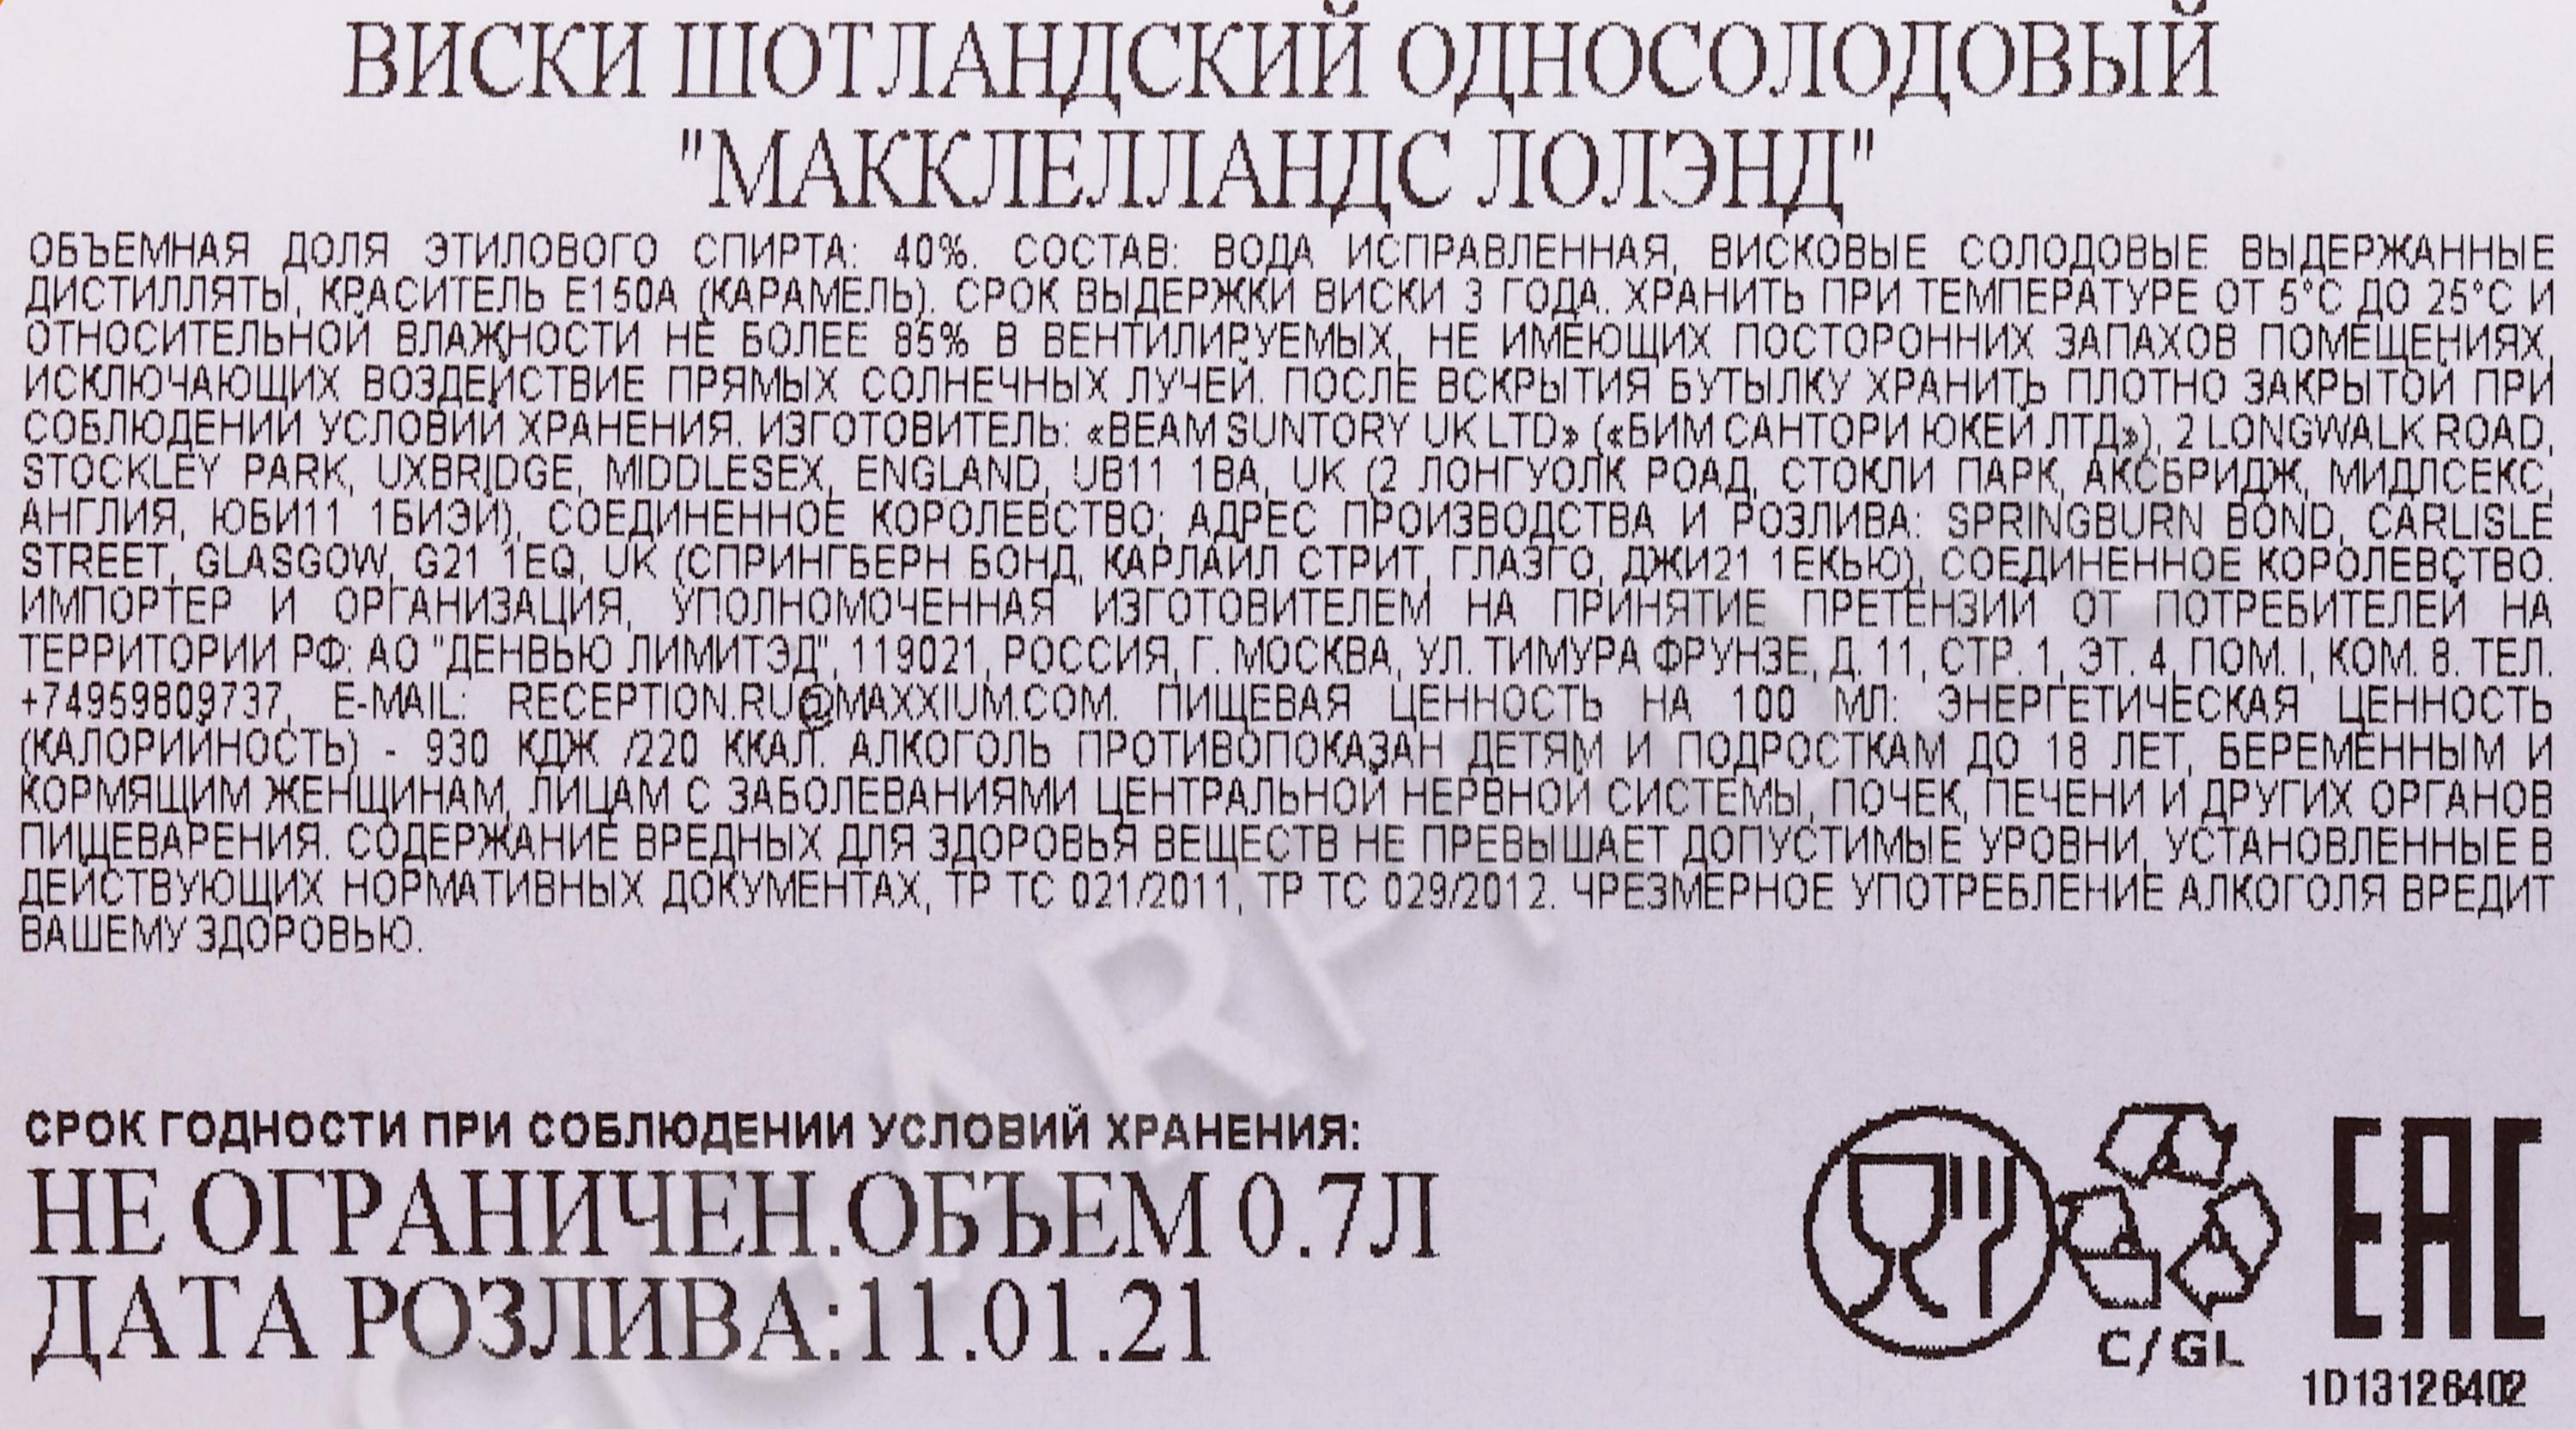 ВИСКИ ШОТЛАНДСКИЙ ОДНОСОЛОДОВЫЙ
"МАККЛЕЛЛАНДС ЛОЛЭНД"
ОБЪЕМНАЯ ДОЛЯ ЭТИЛОВОГО СПИРТА: 40%. СОСТАВ: ВОДА ИСПРАВЛЕННАЯ, ВИСКОВЫЕ СОЛОДОВЫЕ ВЫДЕРЖАННЫЕ
ДИСТИЛЛЯТЫ, КРАСИТЕЛЬ Е150А (КАРАМЕЛЬ). СРОК ВЫДЕРЖКИ ВИСКИ 3 ГОДА. ХРАНИТЬ ПРИ ТЕМПЕРАТУРЕ ОТ 5°С ДО 25°С И
ОТНОСИТЕЛЬНОЙ ВЛАЖНОСТИ НЕ БОЛЕЕ 85% В ВЕНТИЛИРУЕМЫХ, НЕ ИМЕЮЩИХ ПОСТОРОННИХ ЗАПАХОВ ПОМЕЩЕНИЯХ,
ИСКЛЮЧАЮЩИХ ВОЗДЕЙСТВИЕ ПРЯМЫХ СОЛНЕЧНЫХ ЛУЧЕЙ. ПОСЛЕ ВСКРЫТИЯ БУТЫЛКУ ХРАНИТЬ ПЛОТНО ЗАКРЫТОЙ ПРИ
СОБЛЮДЕНИИ УСЛОВИЙ ХРАНЕНИЯ. ИЗГОТОВИТЕЛЬ: «BEAM SUNTORY UK LTD» («БИМ САНТОРИ ЮКЕЙ ЛТД»), 2 LONGWALK ROAD,
STOCKLEY PARK, UXBRIDGE, MIDDLESEX, ENGLAND, UB11 1BA, UK (2 ЛОНГУОЛК РОАД, СТОКЛИ ПАРК, АКСБРИДЖ, МИДЛСЕКС,
АНГЛИЯ, ЮБИ11 1БИЭЙ), СОЕДИНЕННОЕ КОРОЛЕВСТВО; АДРЕС ПРОИЗВОДСТВА И РОЗЛИВА: SPRINGBURN BOND, CARLISLE
STREET, GLASGOW, G21 1EQ, UK (СПРИНГБЕРН БОНД, КАРЛАЙЛ СТРИТ, ГЛАЗГО, ДЖИ21 1ЕКЬЮ), СОЕДИНЕННОЕ КОРОЛЕВСТВО.
ИМПОРТЕР И ОРГАНИЗАЦИЯ, УПОЛНОМОЧЕННАЯ ИЗГОТОВИТЕЛЕМ НА ПРИНЯТИЕ ПРЕТЕНЗИЙ ОТ ПОТРЕБИТЕЛЕЙ НА
ТЕРРИТОРИИ РФ: АО "ДЕНВЬЮ ЛИМИТЭД", 119021, РОССИЯ, Г. МОСКВА, УЛ. ТИМУРА ФРУНЗЕ, Д. 11, СТР. 1, ЭТ. 4, ПОМ. I, КОМ. 8. ТЕЛ.
+74959809737, E-MAIL: RECEPTION.RU@MAXXIUM.COM. ПИЩЕВАЯ ЦЕННОСТЬ НА 100 МЛ: ЭНЕРГЕТИЧЕСКАЯ ЦЕННОСТЬ
(КАЛОРИЙНОСТЬ) - 930 КДЖ /220 ККАЛ. АЛКОГОЛЬ ПРОТИВОПОКАЗАН ДЕТЯМ И ПОДРОСТКАМ ДО 18 ЛЕТ, БЕРЕМЕННЫМ И
КОРМЯЩИМ ЖЕНЩИНАМ, ЛИЦАМ С ЗАБОЛЕВАНИЯМИ ЦЕНТРАЛЬНОЙ НЕРВНОЙ СИСТЕМЫ, ПОЧЕК, ПЕЧЕНИ И ДРУГИХ ОРГАНОВ
ПИЩЕВАРЕНИЯ. СОДЕРЖАНИЕ ВРЕДНЫХ ДЛЯ ЗДОРОВЬЯ ВЕЩЕСТВ НЕ ПРЕВЫШАЕТ ДОПУСТИМЫЕ УРОВНИ, УСТАНОВЛЕННЫЕ В
ДЕЙСТВУЮЩИХ НОРМАТИВНЫХ ДОКУМЕНТАХ, ТР ТС 021/2011, ТР ТС 029/2012. ЧРЕЗМЕРНОЕ УПОТРЕБЛЕНИЕ АЛКОГОЛЯ ВРЕДИТ
ВАШЕМУ ЗДОРОВЬЮ.
СРОК ГОДНОСТИ ПРИ СОБЛЮДЕНИИ УСЛОВИЙ ХРАНЕНИЯ:
НЕ ОГРАНИЧЕН.ОБЪЕМ 0.7Л
ДАТА РОЗЛИВА:11.01.21
C/GL
EAC
1D13126402